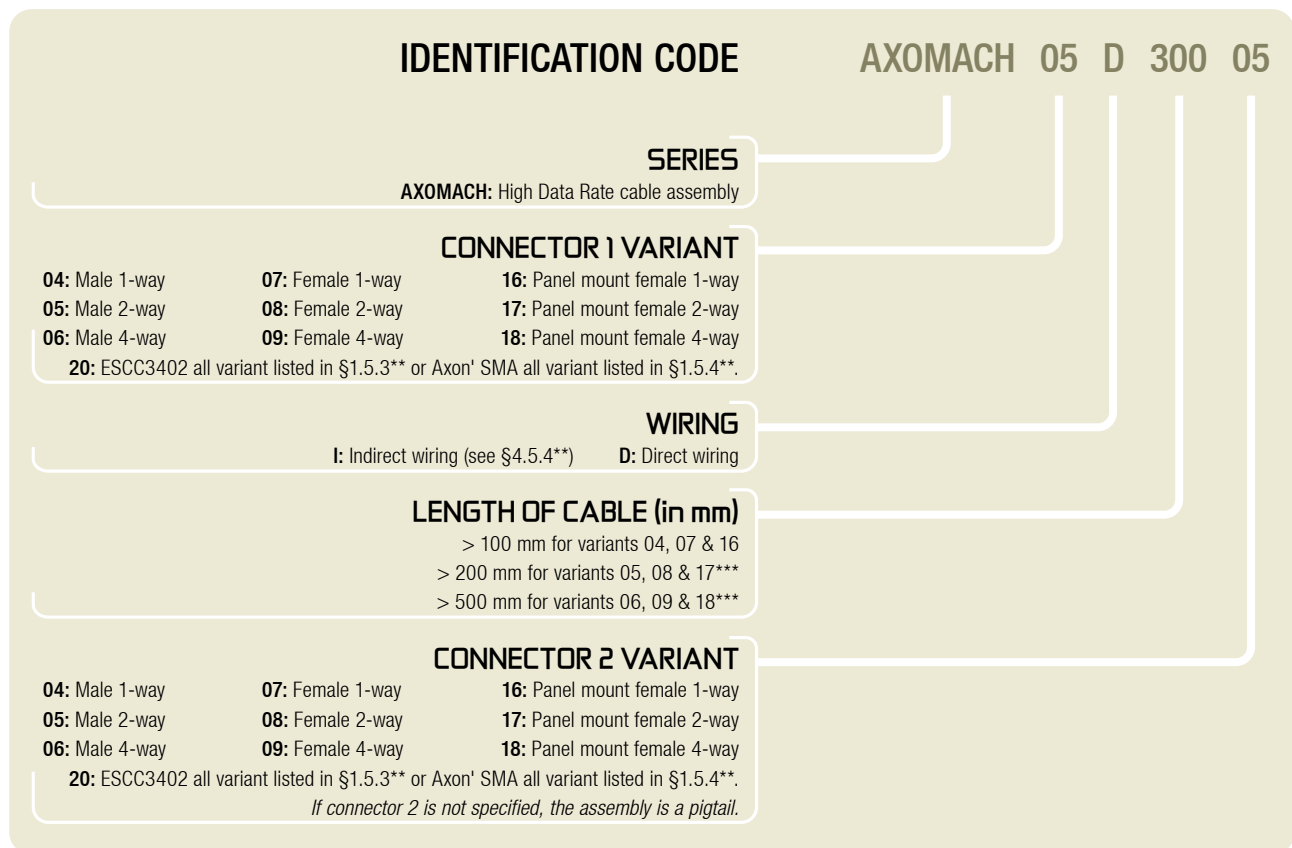 IDENTIFICATION CODE AXOMACH 05 D 300 05
SERIES
AXOMACH: High Data Rate cable assembly
CONNECTOR 1 VARIANT
04: Male 1-way 07: Female 1-way 16: Panel mount female 1-way
05: Male 2-way 08: Female 2-way 17: Panel mount female 2-way
06: Male 4-way 09: Female 4-way 18: Panel mount female 4-way
20: ESCC3402 all variant listed in §1.5.3** or Axon' SMA all variant listed in §1.5.4**.
WIRING
I: Indirect wiring (see §4.5.4**) D: Direct wiring
LENGTH OF CABLE (in mm)
> 100 mm for variants 04, 07 & 16
> 200 mm for variants 05, 08 & 17***
> 500 mm for variants 06, 09 & 18***
CONNECTOR 2 VARIANT
04: Male 1-way 07: Female 1-way 16: Panel mount female 1-way
05: Male 2-way 08: Female 2-way 17: Panel mount female 2-way
06: Male 4-way 09: Female 4-way 18: Panel mount female 4-way
20: ESCC3402 all variant listed in §1.5.3** or Axon' SMA all variant listed in §1.5.4**.
If connector 2 is not specified, the assembly is a pigtail.